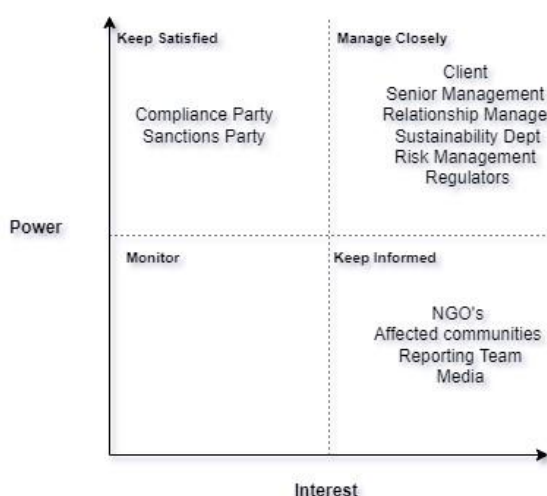 Keep Satisfied
Manage Closely
Compliance Party
Sanctions Party
Client
Senior Management
Relationship Manage
Sustainability Dept
Risk Management
Regulators
Power
Monitor
Keep Informed
NGO's
Affected communities
Reporting Team
Media
Interest